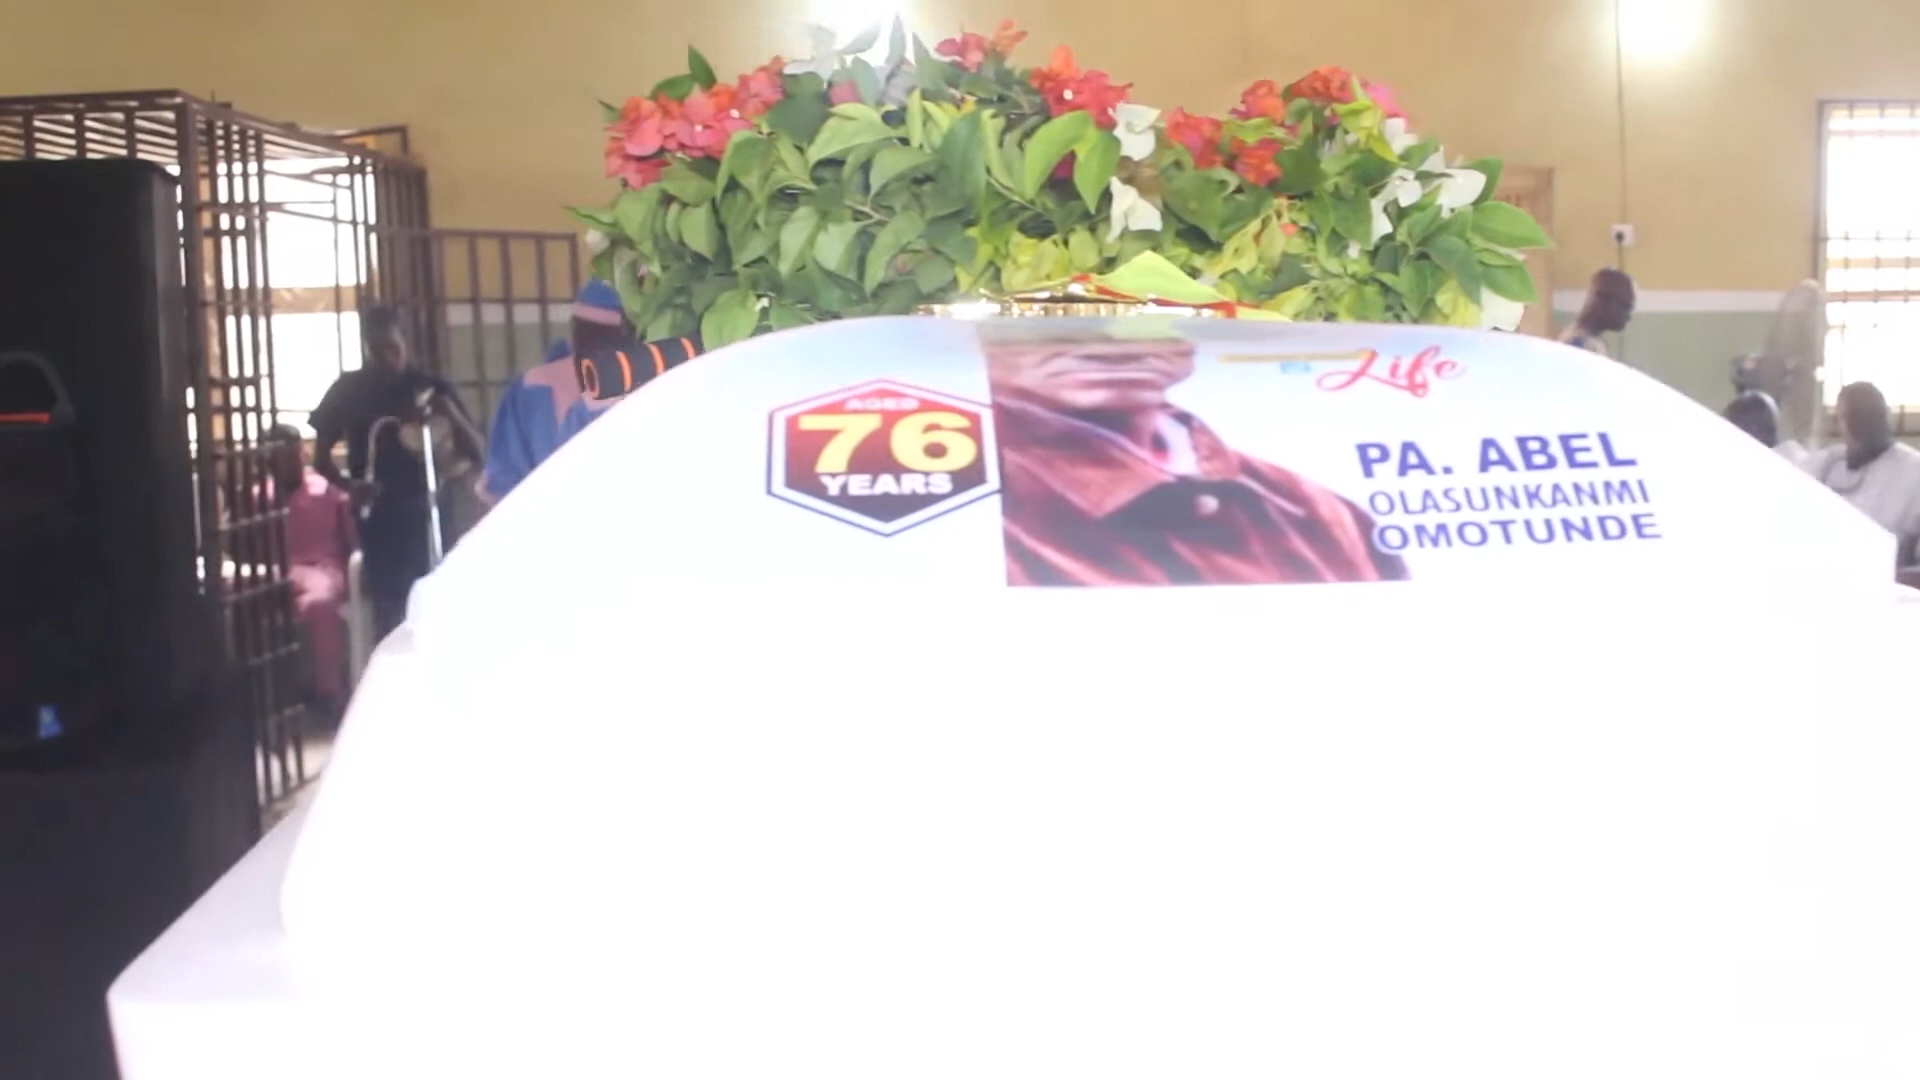 Life
AGED
76
YEARS
PA. ABEL
OLASUNKANMI
OMOTUNDE